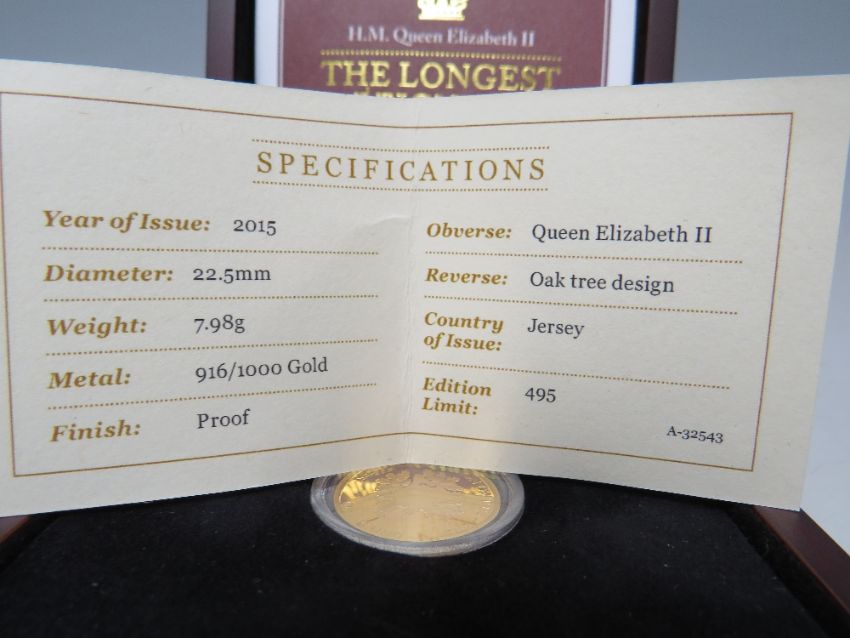 H.M. Queen Elizabeth II
THE LONGEST
SPECIFICATIONS
Year of Issue: 2015
Diameter: 22.5mm
Weight: 7.98g
Metal: 916/1000 Gold
Finish: Proof
Obverse: Queen Elizabeth II
Reverse: Oak tree design
Country
of Issue: Jersey
Edition
Limit: 495
A-32543